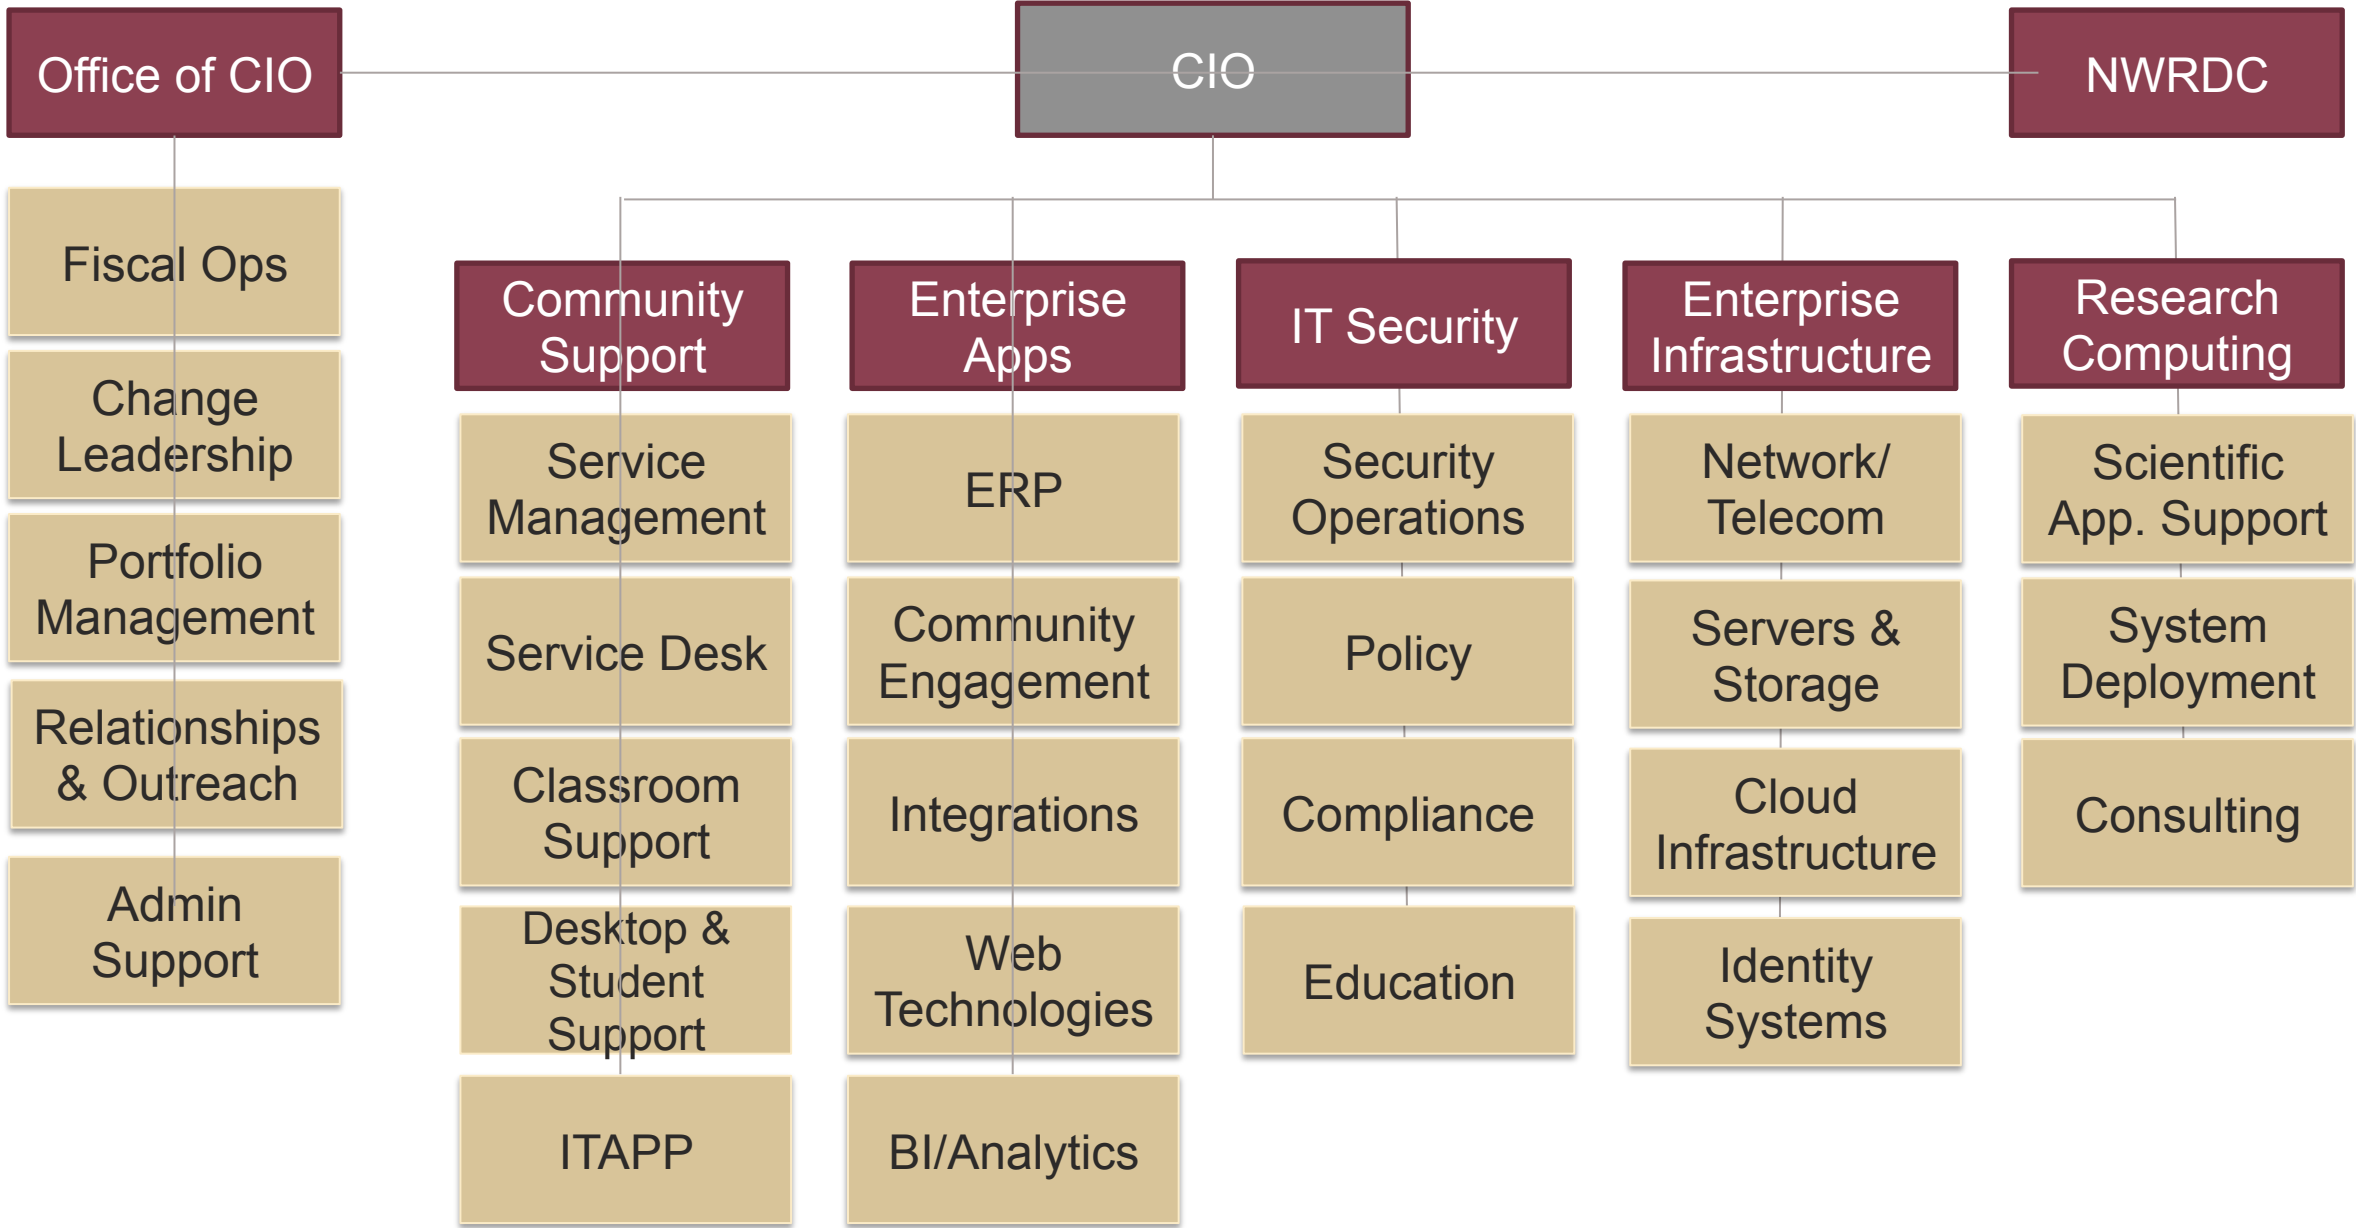 Office of CIO
CIO
NWRDC
Fiscal Ops
Change
Leadership
Portfolio
Management
Relationships
& Outreach
Admin
Support
Community
Support
Service
Management
Service Desk
Classroom
Support
Desktop &
Student
Support
ITAPP
Enterprise
Apps
ERP
Community
Engagement
Integrations
Web
Technologies
BI/Analytics
IT Security
Security
Operations
Policy
Compliance
Education
Enterprise
Infrastructure
Network/
Telecom
Servers &
Storage
Cloud
Infrastructure
Identity
Systems
Research
Computing
Scientific
App. Support
System
Deployment
Consulting